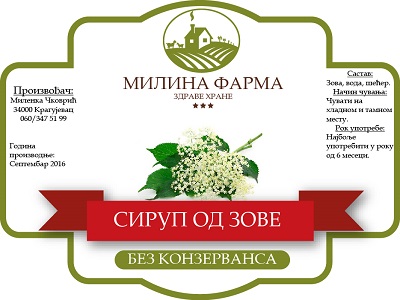 МИЛИНА ФАРМА
ЗДРАВЕ ХРАНЕ
Произвођач:
Миленка Чковрић
34000 Крагујевац
060/347 51 99
Година
производње:
Септембар 2016
Састав:
Зова, вода, шећер.
Начин чувања:
Чувати на
хладном и тамном
месту.
Рок употребе:
Најбоље
употребити у року
од 6 месеци.
СИРУП ОД ЗОВЕ
БЕЗ КОНЗЕРВАНСА